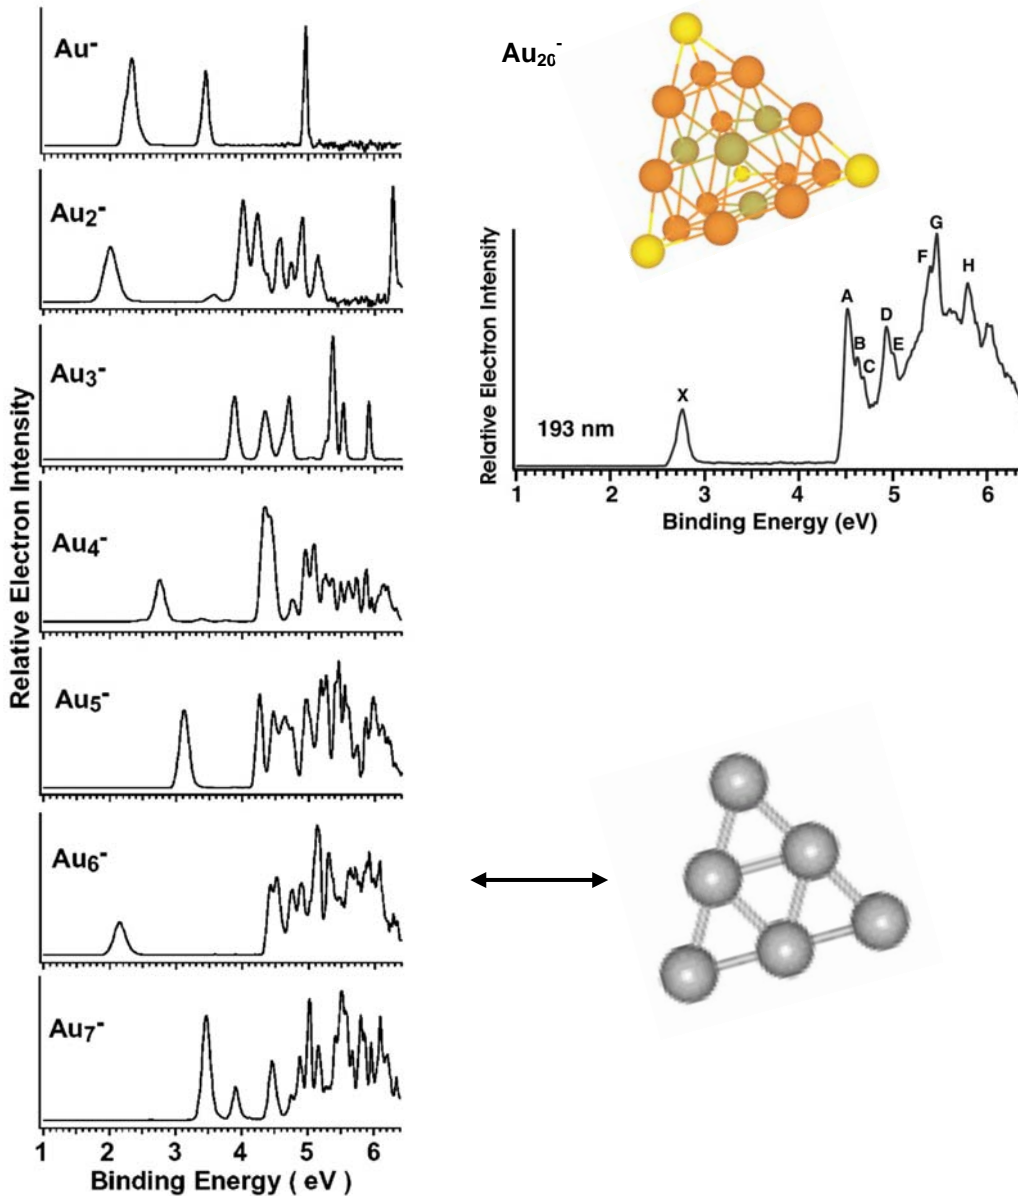 Au-
Au2-
Au3-
Au4-
Au5-
Au6-
Au7-
Relative Electron Intensity
1 2 3 4 5 6
Binding Energy ( eV )
Au20-
Relative Electron Intensity
X
A
B
C
D
E
F
G
H
193 nm
1 2 3 4 5 6
Binding Energy (eV)